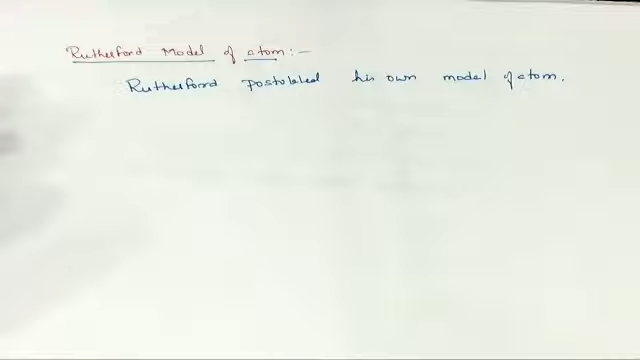 Rutherford Model of atom:-
Rutherford postulated his own model of atom.